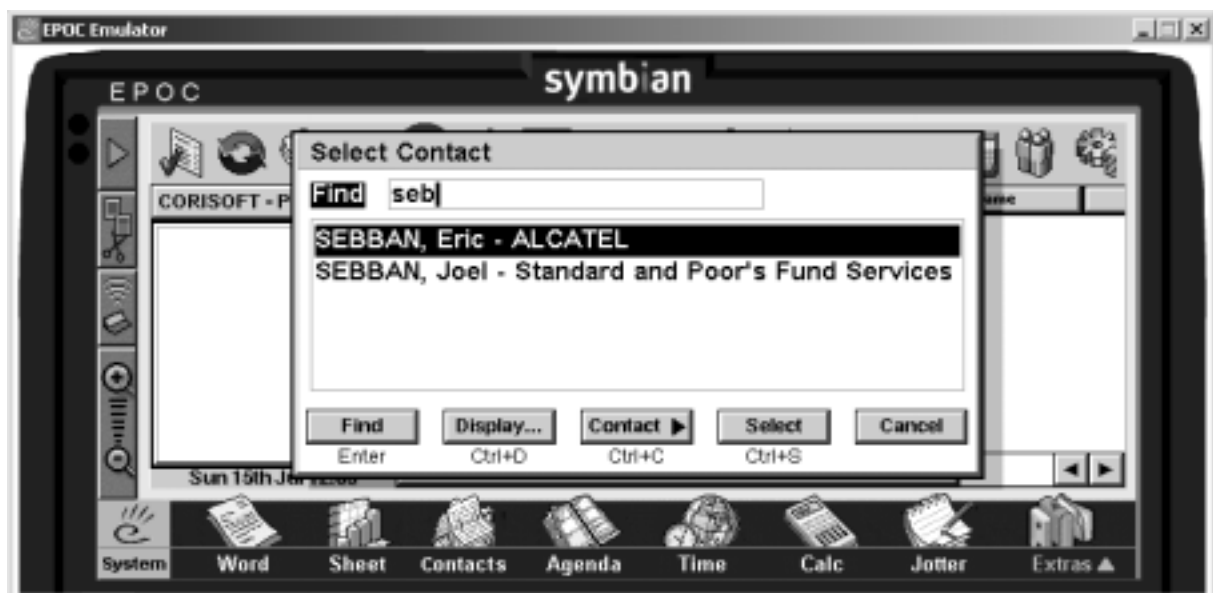 EPOC Emulator
symbian
EPOC
Select Contact
CORISOFT - P
Find seb
SEBBAN, Eric - ALCATEL
SEBBAN, Joel - Standard and Poor's Fund Services
Find Display... Contact Select Cancel
Enter Ctrl+D Ctrl+C Ctrl+S
Sun 15th
System Word Sheet Contacts Agenda Time Calc Jotter Extras